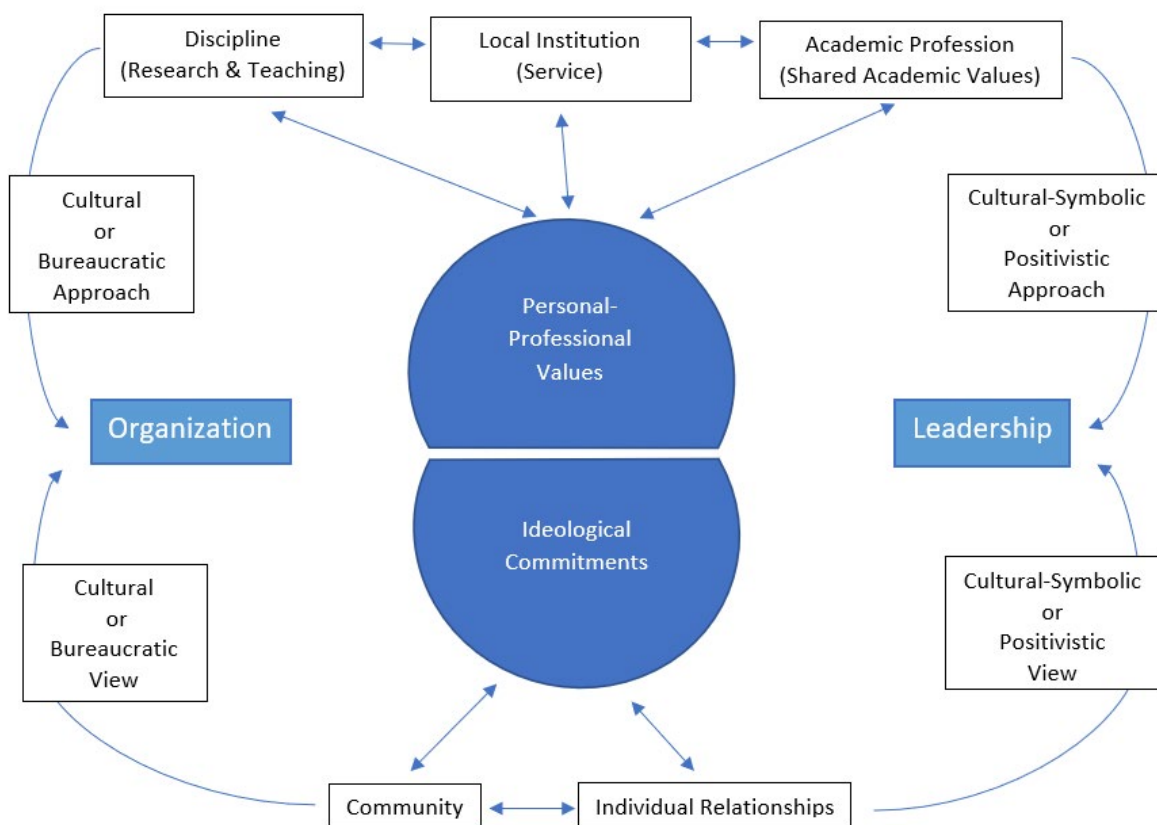 Discipline
(Research & Teaching)
Local Institution
(Service)
Academic Profession
(Shared Academic Values)
Cultural
or
Bureaucratic
Approach
Cultural-Symbolic
or
Positivistic
Approach
Personal-
Professional
Values
Organization
Leadership
Ideological
Commitments
Cultural
or
Bureaucratic
View
Cultural-Symbolic
or
Positivistic
View
Community
Individual Relationships